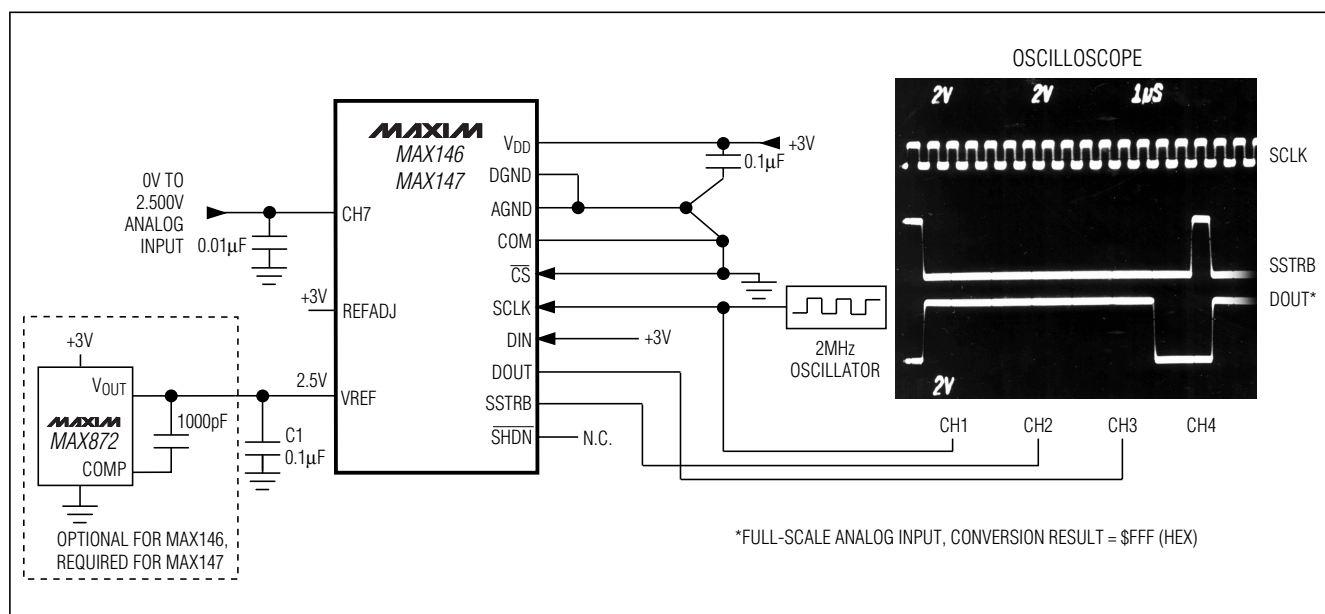 OSCILLOSCOPE
2V 2V 1µS
SCLK
SSTRB
DOUT*
2V
CH1 CH2 CH3 CH4
MAXIM
MAX146
MAX147
VDD
DGND
AGND
COM
CS
SCLK
DIN
DOUT
SSTRB
SHDN
CH7
REFADJ
VREF
+3V
0.1µF
0V TO
2.500V
ANALOG
INPUT
0.01µF
+3V
2.5V
+3V
2MHz
OSCILLATOR
N.C.
+3V
VOUT
MAXIM
MAX872
COMP
1000pF
C1
0.1µF
OPTIONAL FOR MAX146,
REQUIRED FOR MAX147
*FULL-SCALE ANALOG INPUT, CONVERSION RESULT = $FFF (HEX)